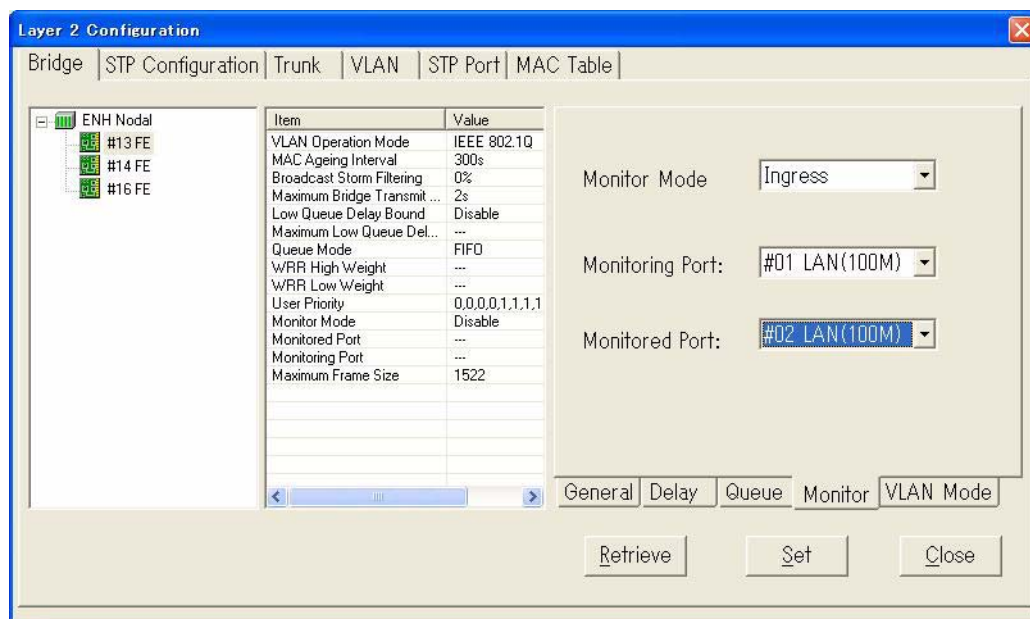 Layer 2 Configuration
Bridge STP Configuration Trunk VLAN STP Port MAC Table
ENH Nodal
#13 FE
#14 FE
#16 FE
Item Value
VLAN Operation Mode IEEE 802.1Q
MAC Ageing Interval 300s
Broadcast Storm Filtering 0%
Maximum Bridge Transmit ... 2s
Low Queue Delay Bound Disable
Maximum Low Queue Del... ---
Queue Mode FIFO
WRR High Weight ---
WRR Low Weight ---
User Priority 0,0,0,0,1,1,1,1
Monitor Mode Disable
Monitored Port ---
Monitoring Port ---
Maximum Frame Size 1522
Monitor Mode Ingress
Monitoring Port: #01 LAN(100M)
Monitored Port: #02 LAN(100M)
General Delay Queue Monitor VLAN Mode
Retrieve Set Close